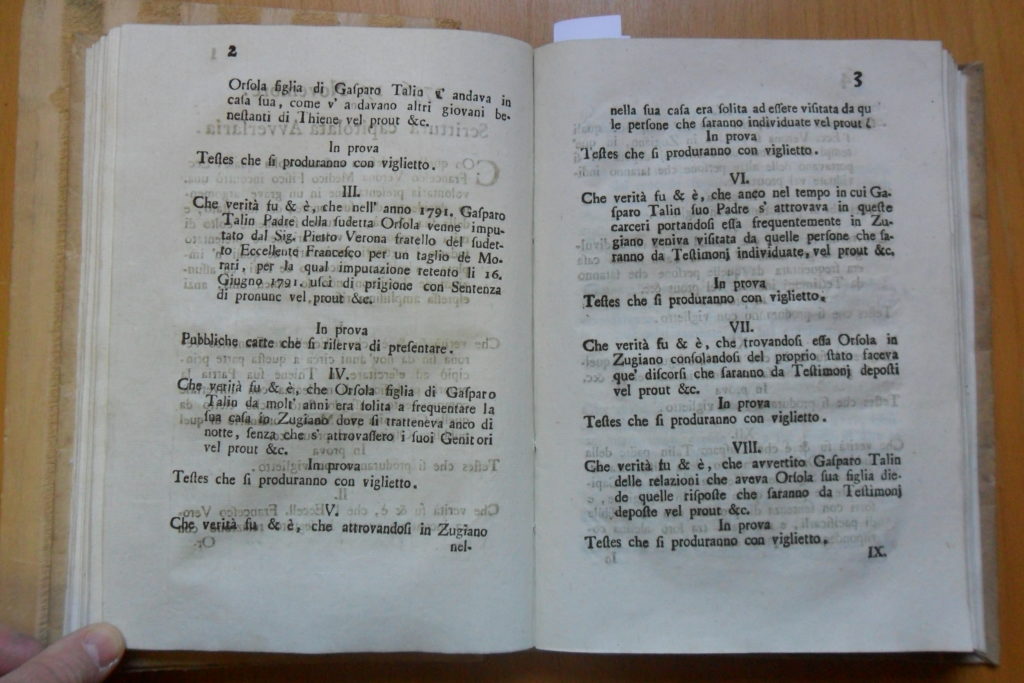 2
Orſola figlia di Gaſparo Talin v' andava in
caſa ſua, come v' a davano altri giovani be-
neſtanti di Thiene vel prout &c.
In prova
Teſtes che ſi produranno con viglietto.
III.
Che verità fu & è, che nell' anno 1791. Gaſparo
Talin Padre della ſudetta Orſola venne impu-
tato dal Sig. Pietro Verona fratello del ſudet-
to Eccellente Franceſco per un taglio de Mo-
rari, per la qual imputazione retento li 16.
Giugno 1791. uſci di prigione con Sentenza
di pronunc vel prout &c.
In prova
Pubbliche carte che ſi riſerva di preſentare.
IV.
Che verità fu & è, che Orſola figlia di Gaſparo
Talin da molt' anni era ſolita a frequentare la
ſua caſa in Zugiano dove ſi tratteneva anco di
notte, ſenza che s' attrovaſſero i ſuoi Genitori
vel prout &c.
In prova
Teſtes che ſi produranno con viglietto.
V.
Che verità fu & è, che attrovandoſi in Zugiano
nel-
3
nella ſua caſa era ſolita ad eſſere viſitata da qu
le perſone che ſaranno individuate vel prout
In prova
Teſtes che ſi produranno con viglietto.
VI.
Che verità fu & è, che anco nel tempo in cui Ga-
ſparo Talin ſuo Padre s' attrovava in queſte
carceri portandoſi eſſa frequentemente in Zu-
giano veniva viſitata da quelle perſone che ſa-
ranno da Teſtimonj individuate, vel prout &c.
In prova
Teſtes che ſi produranno con viglietto.
VII.
Che verità fu & è, che trovandoſi eſſa Orſola in
Zugiano conſolandoſi del proprio ſtato faceva
que' diſcorſi che ſaranno da Teſtimonj depoſti
vel prout &c.
In prova
Teſtes che ſi produranno con viglietto.
VIII.
Che verità fu & è, che avvertito Gaſparo Talin
delle relazioni che aveva Orſola ſua figlia die-
de quelle riſpoſte che ſaranno da Teſtimonj
depoſte vel prout &c.
In prova
Teſtes che ſi produranno con viglietto.
IX.